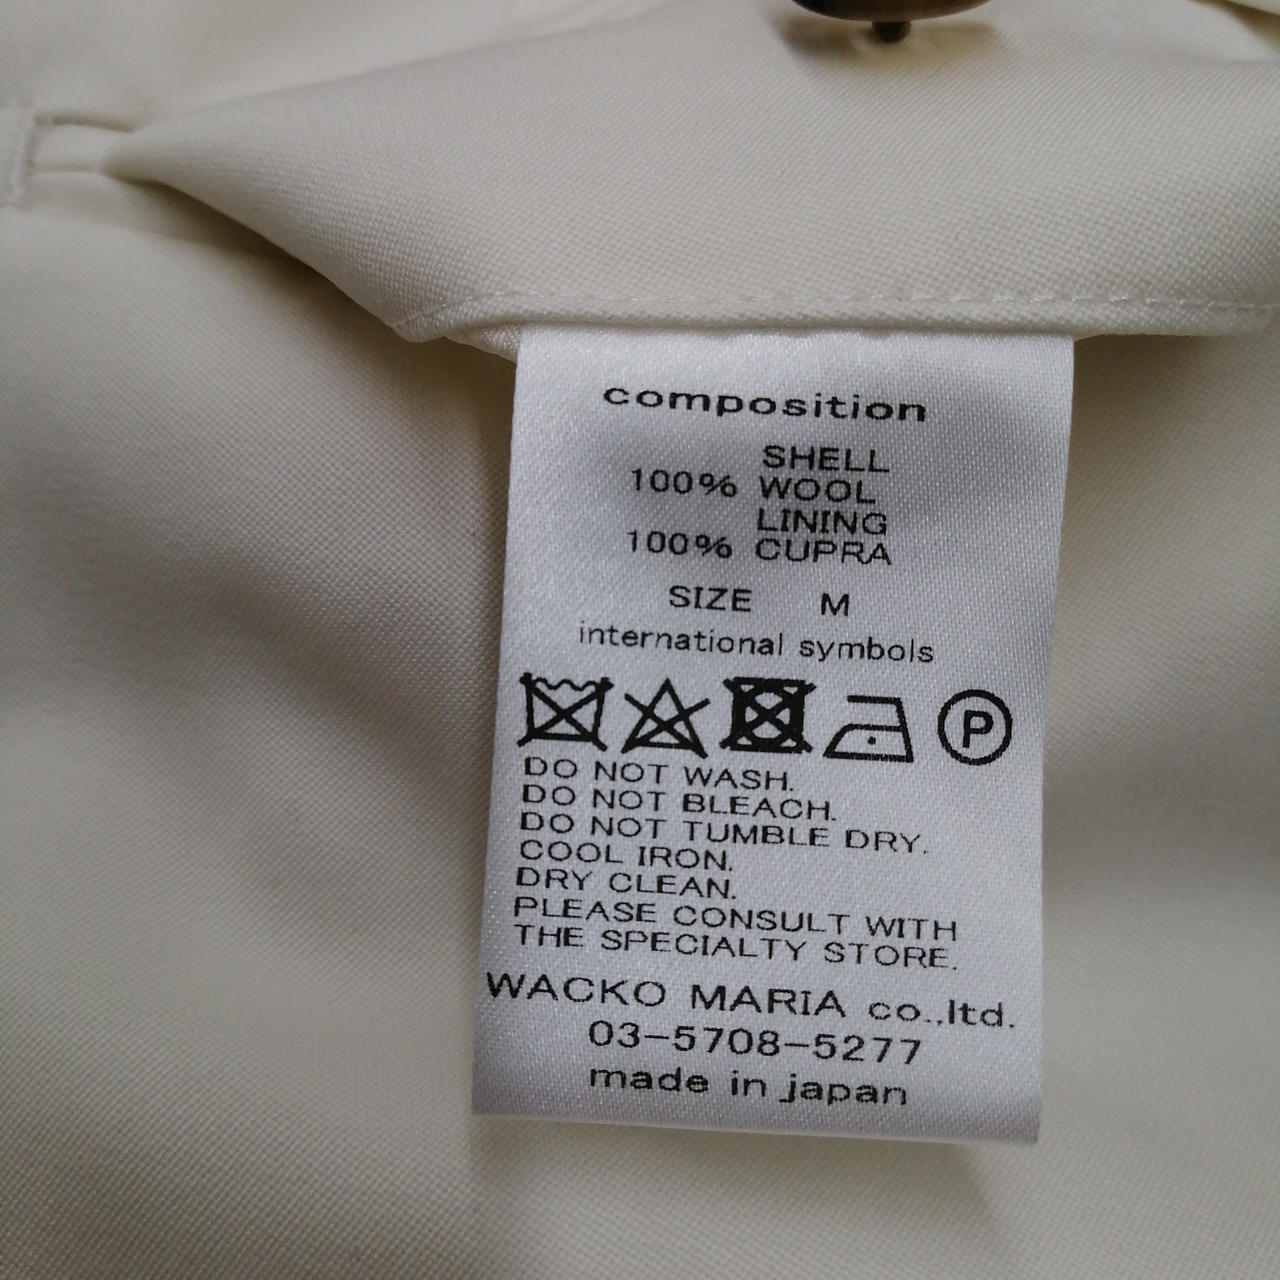 composition
SHELL
100% WOOL
LINING
100% CUPRA
SIZE M
international symbols
P
DO NOT WASH.
DO NOT BLEACH.
DO NOT TUMBLE DRY.
COOL IRON.
DRY CLEAN.
PLEASE CONSULT WITH
THE SPECIALTY STORE.
WACKO MARIA co.,ltd.
03-5708-5277
made in japan